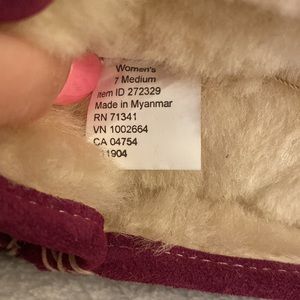 Women's
7 Medium
Item ID 272329
Made in Myanmar
RN 71341
VN 1002664
CA 04754